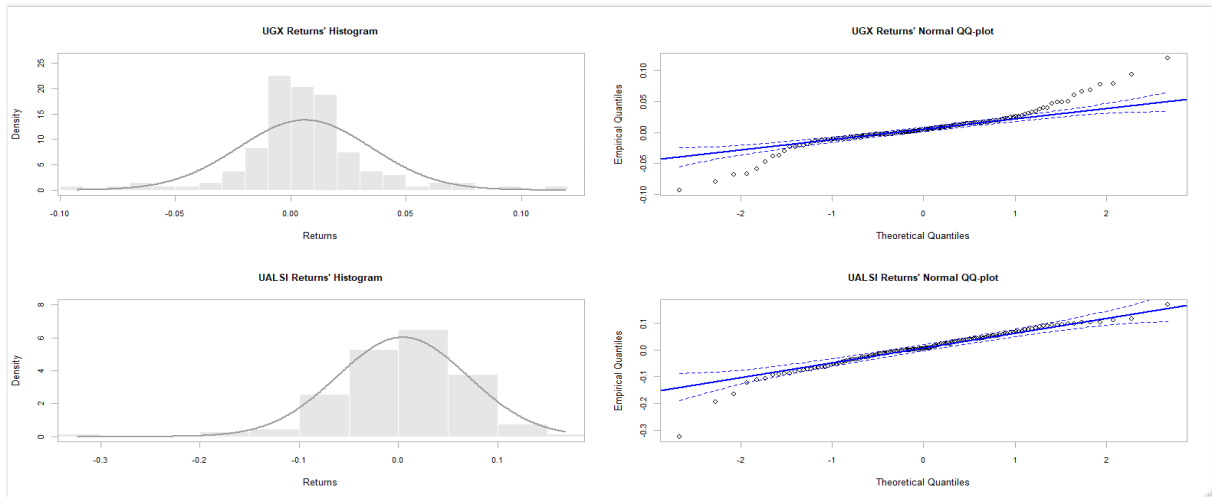 UGX Returns' Histogram
Density
0 5 10 15 20 25
-0.10 -0.05 0.00 0.05 0.10
Returns
UGX Returns' Normal QQ-plot
Empirical Quantiles
-0.10 -0.05 0.00 0.05 0.10
-2 -1 0 1 2
Theoretical Quantiles
UALSI Returns' Histogram
Density
0 2 4 6 8
-0.3 -0.2 -0.1 0.0 0.1
Returns
UALSI Returns' Normal QQ-plot
Empirical Quantiles
-0.3 -0.2 -0.1 0.0 0.1
-2 -1 0 1 2
Theoretical Quantiles